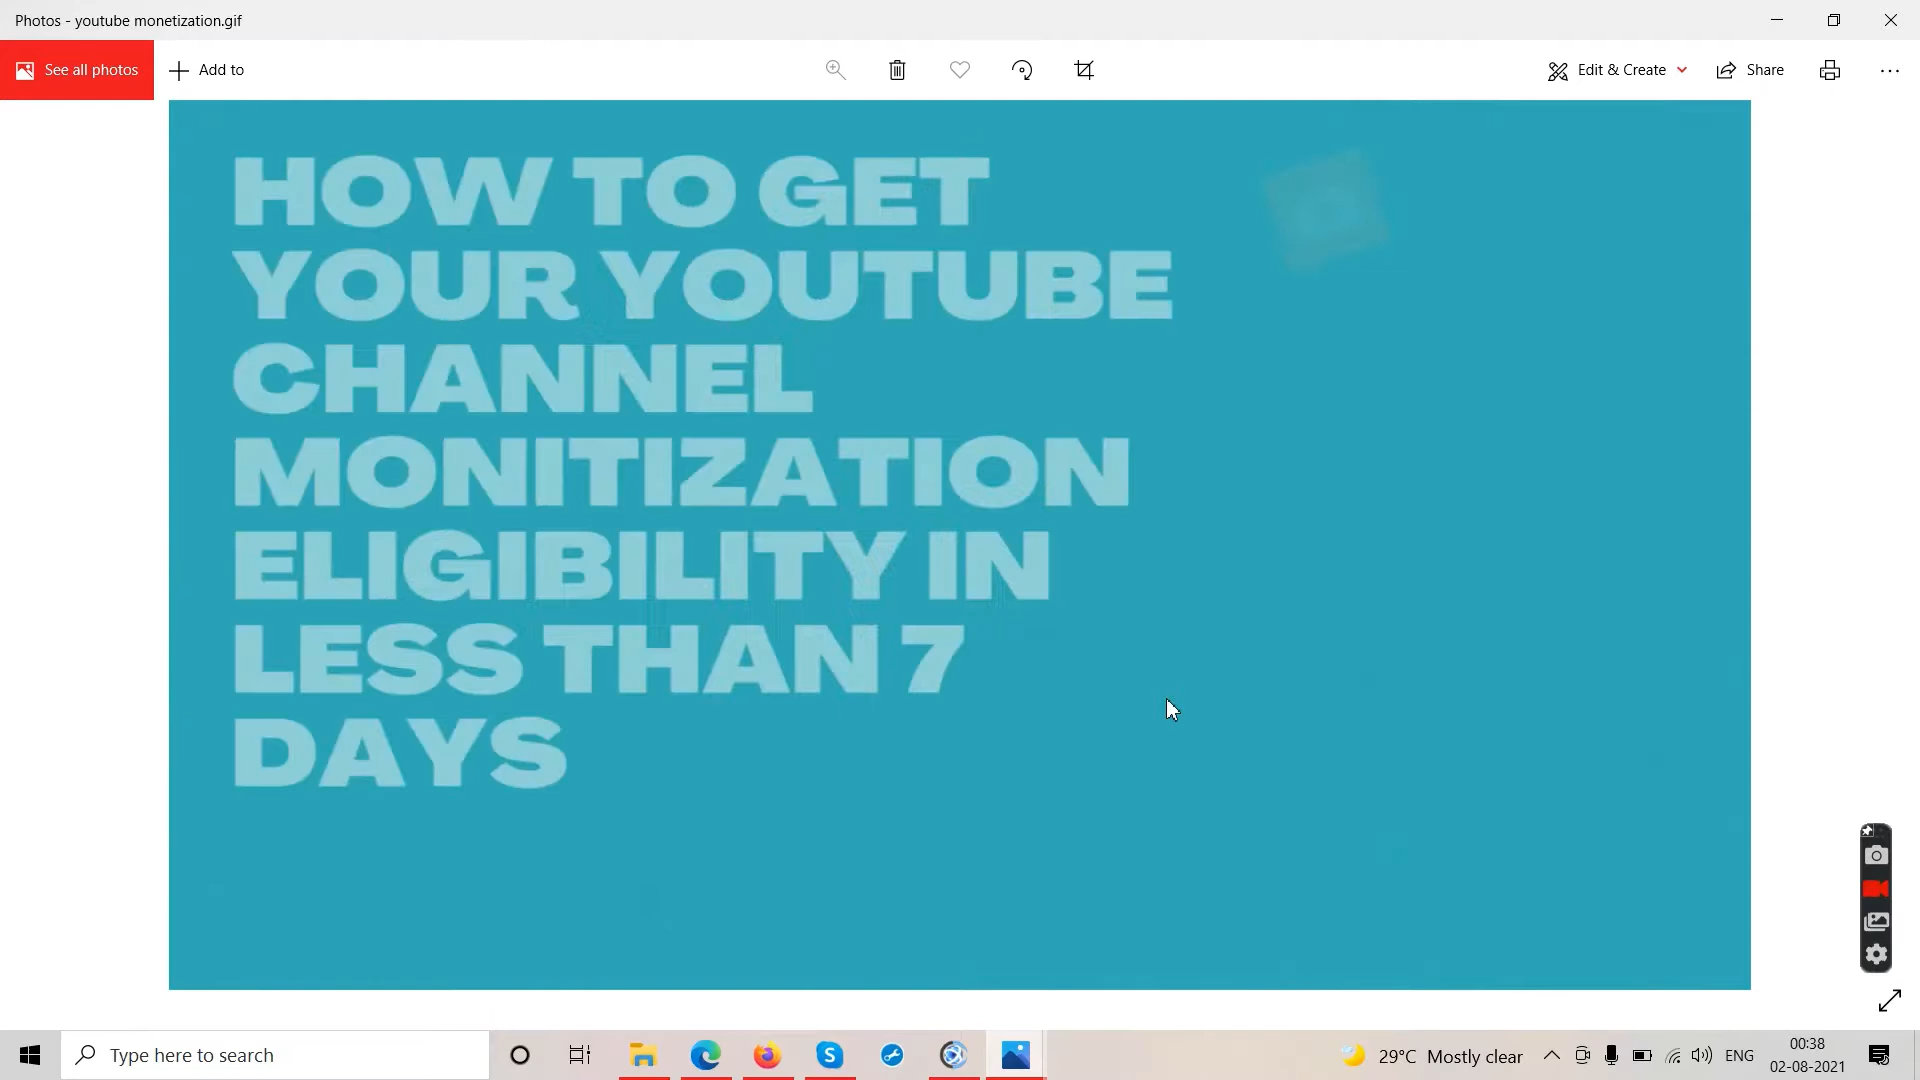 Photos - youtube monetization.gif
See all photos
Add to
Edit & Create
Share
HOW TO GET
YOUR YOUTUBE
CHANNEL
MONITIZATION
ELIGIBILITY IN
LESS THAN 7
DAYS
Type here to search
29°C Mostly clear
ENG
00:38
02-08-2021